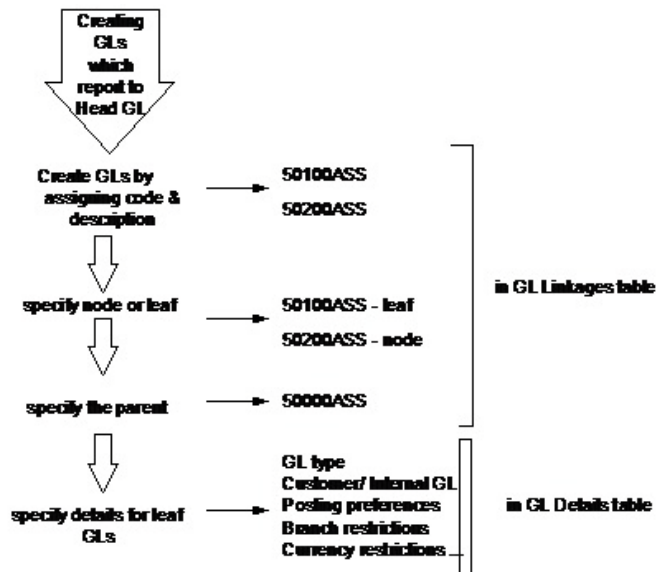 Creating
GLs
which
report to
Head GL
Create GLs by
assigning code &
description
50100ASS
50200ASS
in GL Linkages table
specify node or leaf
50100ASS - leaf
50200ASS - node
specify the parent
50000ASS
specify details for leaf
GLs
GL type
Customer/ Internal GL
Posting preferences
Branch restrictions
Currency restrictions
in GL Details table